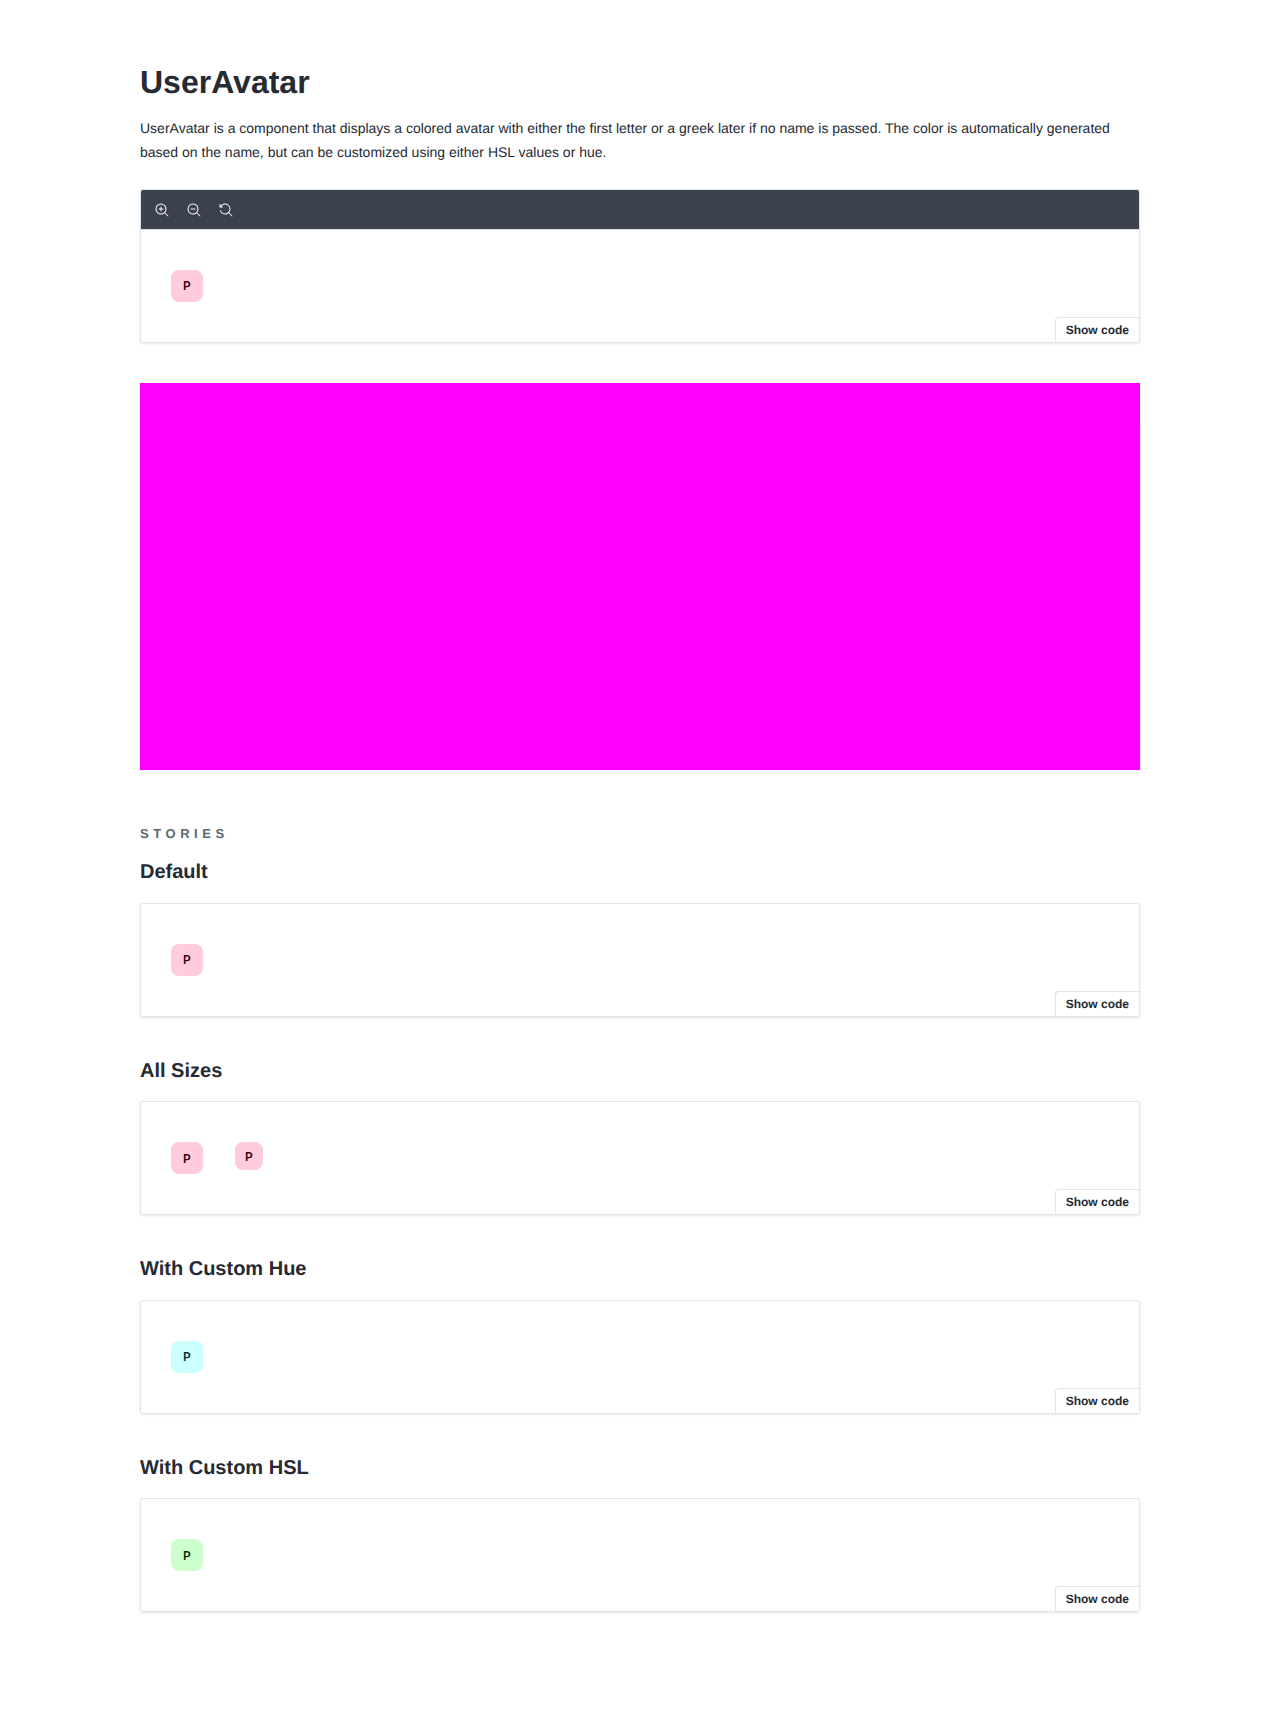 UserAvatar
UserAvatar is a component that displays a colored avatar with either the first letter or a greek later if no name is passed. The color is automatically generated
based on the name, but can be customized using either HSL values or hue.
P
Show code
STORIES
Default
P
Show code
All Sizes
P P
Show code
With Custom Hue
P
Show code
With Custom HSL
P
Show code